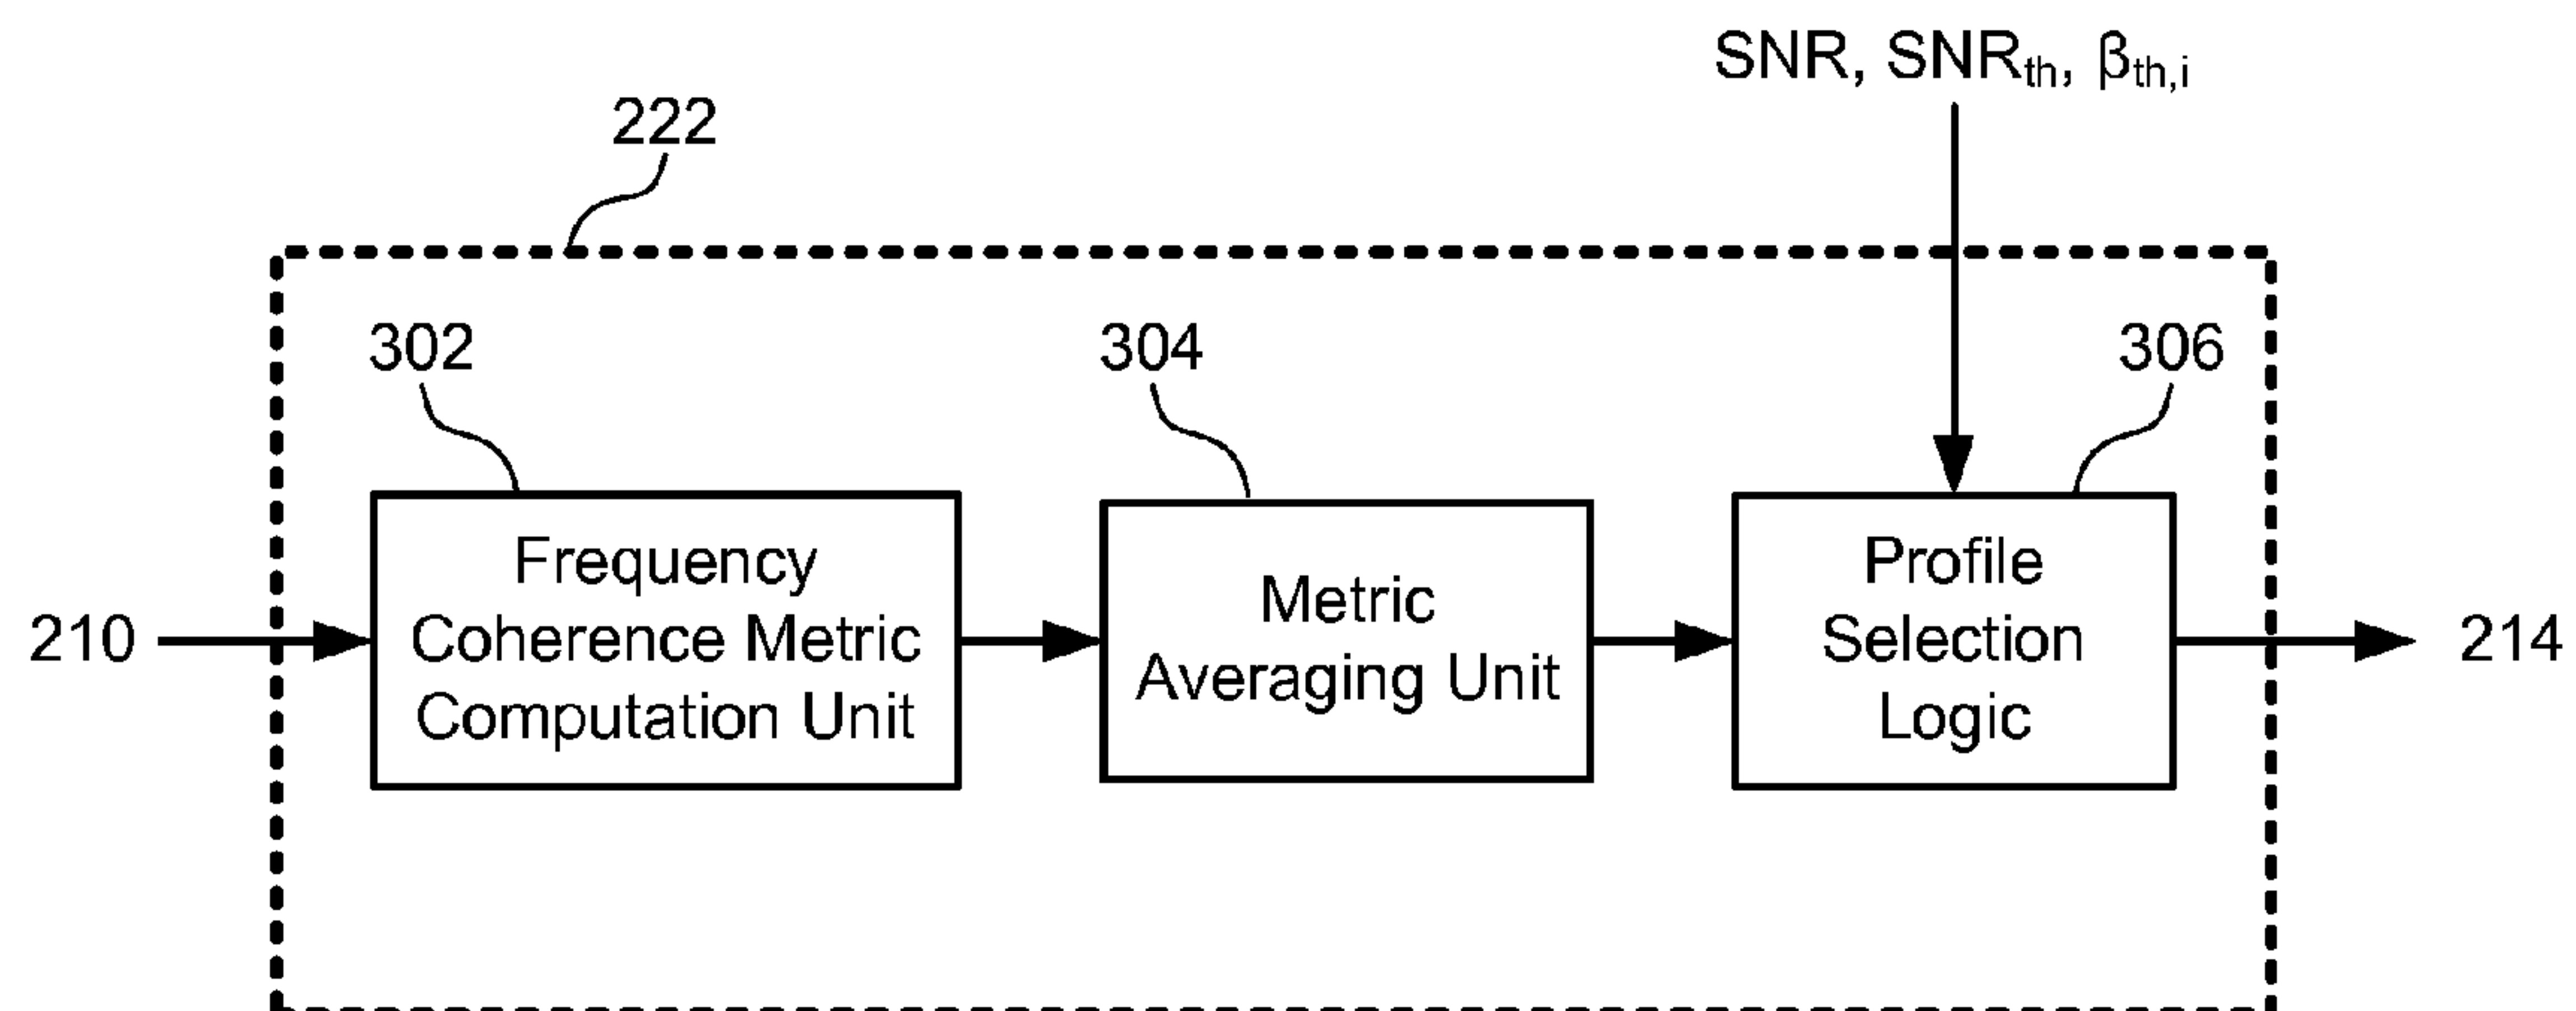 SNR, SNRth, βth,i
222
302
304
306
Frequency
Coherence Metric
Computation Unit
Metric
Averaging Unit
Profile
Selection
Logic
210
214